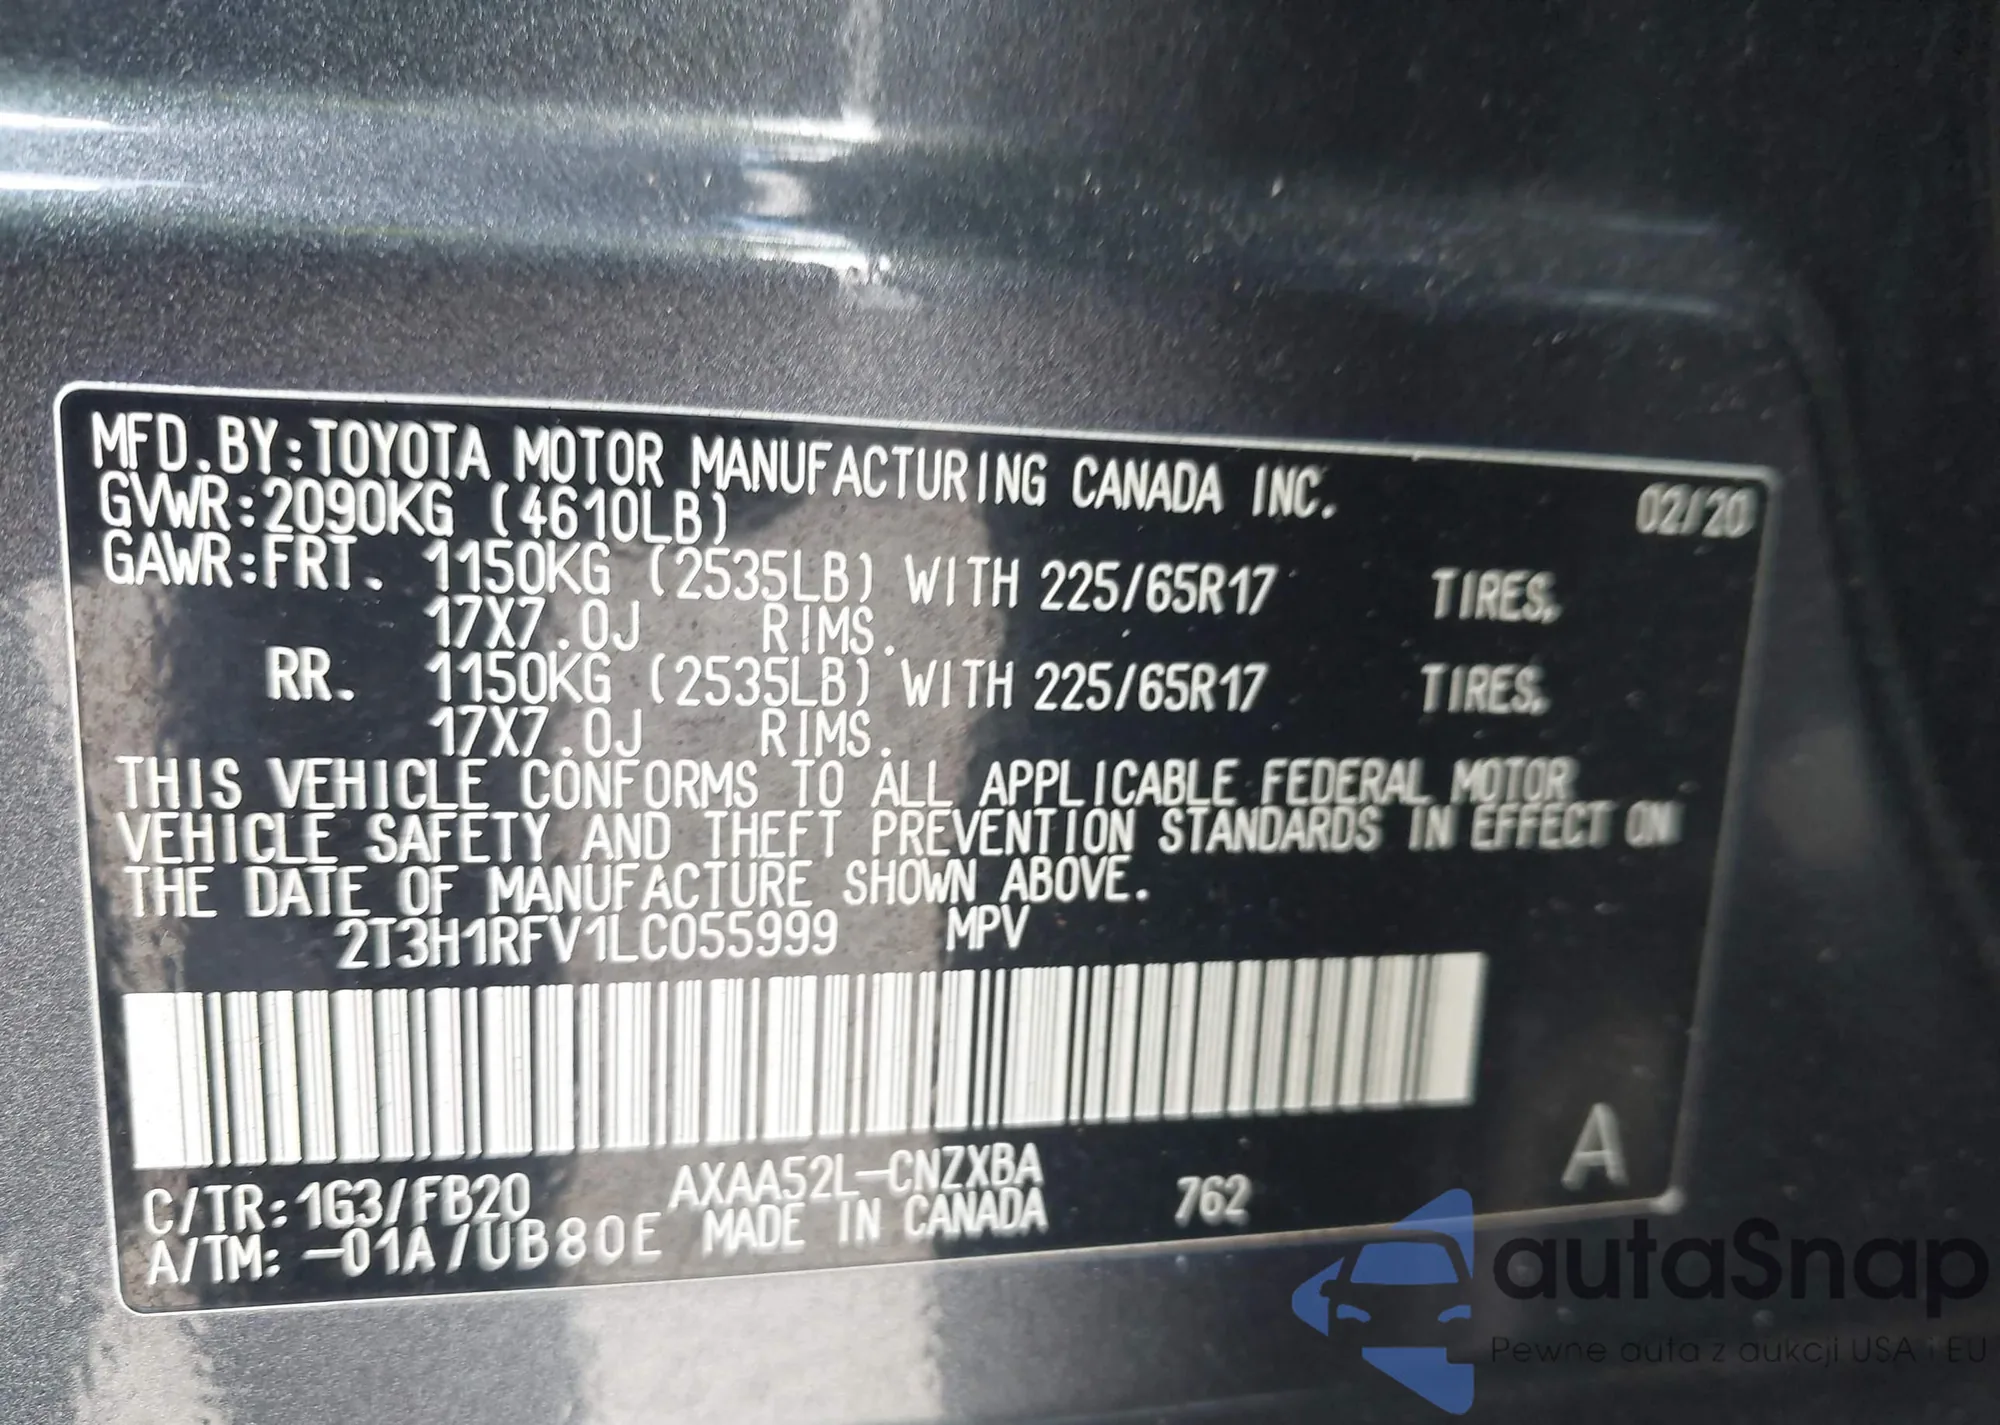 MFD.BY:TOYOTA MOTOR MANUFACTURING CANADA INC. 02/20
GVWR:2090KG (4610LB)
GAWR:FRT. 1150KG (2535LB) WITH 225/65R17 TIRES,
17X7.0J RIMS.
RR. 1150KG (2535LB) WITH 225/65R17 TIRES,
17X7.0J RIMS.
THIS VEHICLE CONFORMS TO ALL APPLICABLE FEDERAL MOTOR
VEHICLE SAFETY AND THEFT PREVENTION STANDARDS IN EFFECT ON
THE DATE OF MANUFACTURE SHOWN ABOVE.
2T3H1RFV1LC055999 MPV
C/TR:1G3/FB20 AXAA52L-CNZXBA 762 A
A/TM:-01A/UB80E MADE IN CANADA
autaSnap
Pewne auta z aukcji USA i EU